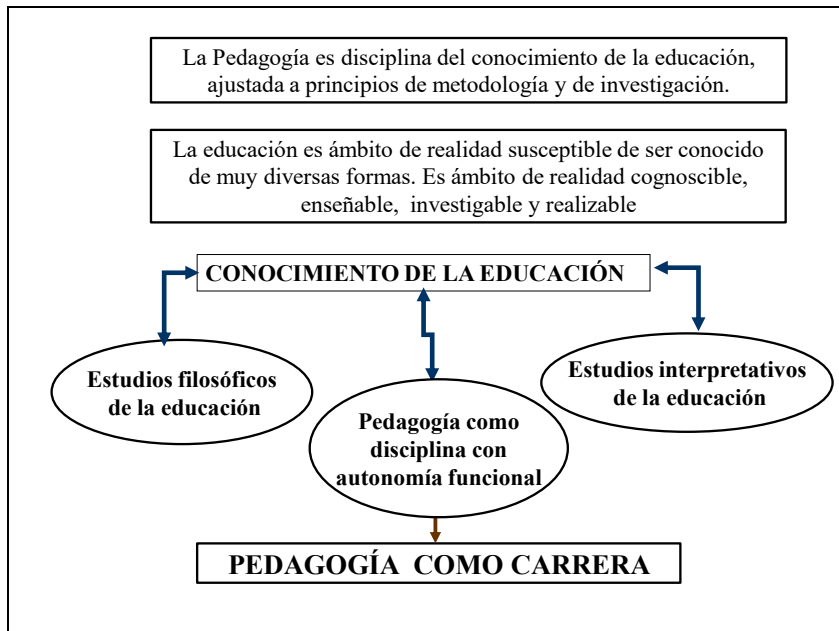 La Pedagogía es disciplina del conocimiento de la educación,
ajustada a principios de metodología y de investigación.
La educación es ámbito de realidad susceptible de ser conocido
de muy diversas formas. Es ámbito de realidad cognoscible,
enseñable, investigable y realizable
CONOCIMIENTO DE LA EDUCACIÓN
Estudios filosóficos
de la educación
Pedagogía como
disciplina con
autonomía funcional
Estudios interpretativos
de la educación
PEDAGOGÍA COMO CARRERA